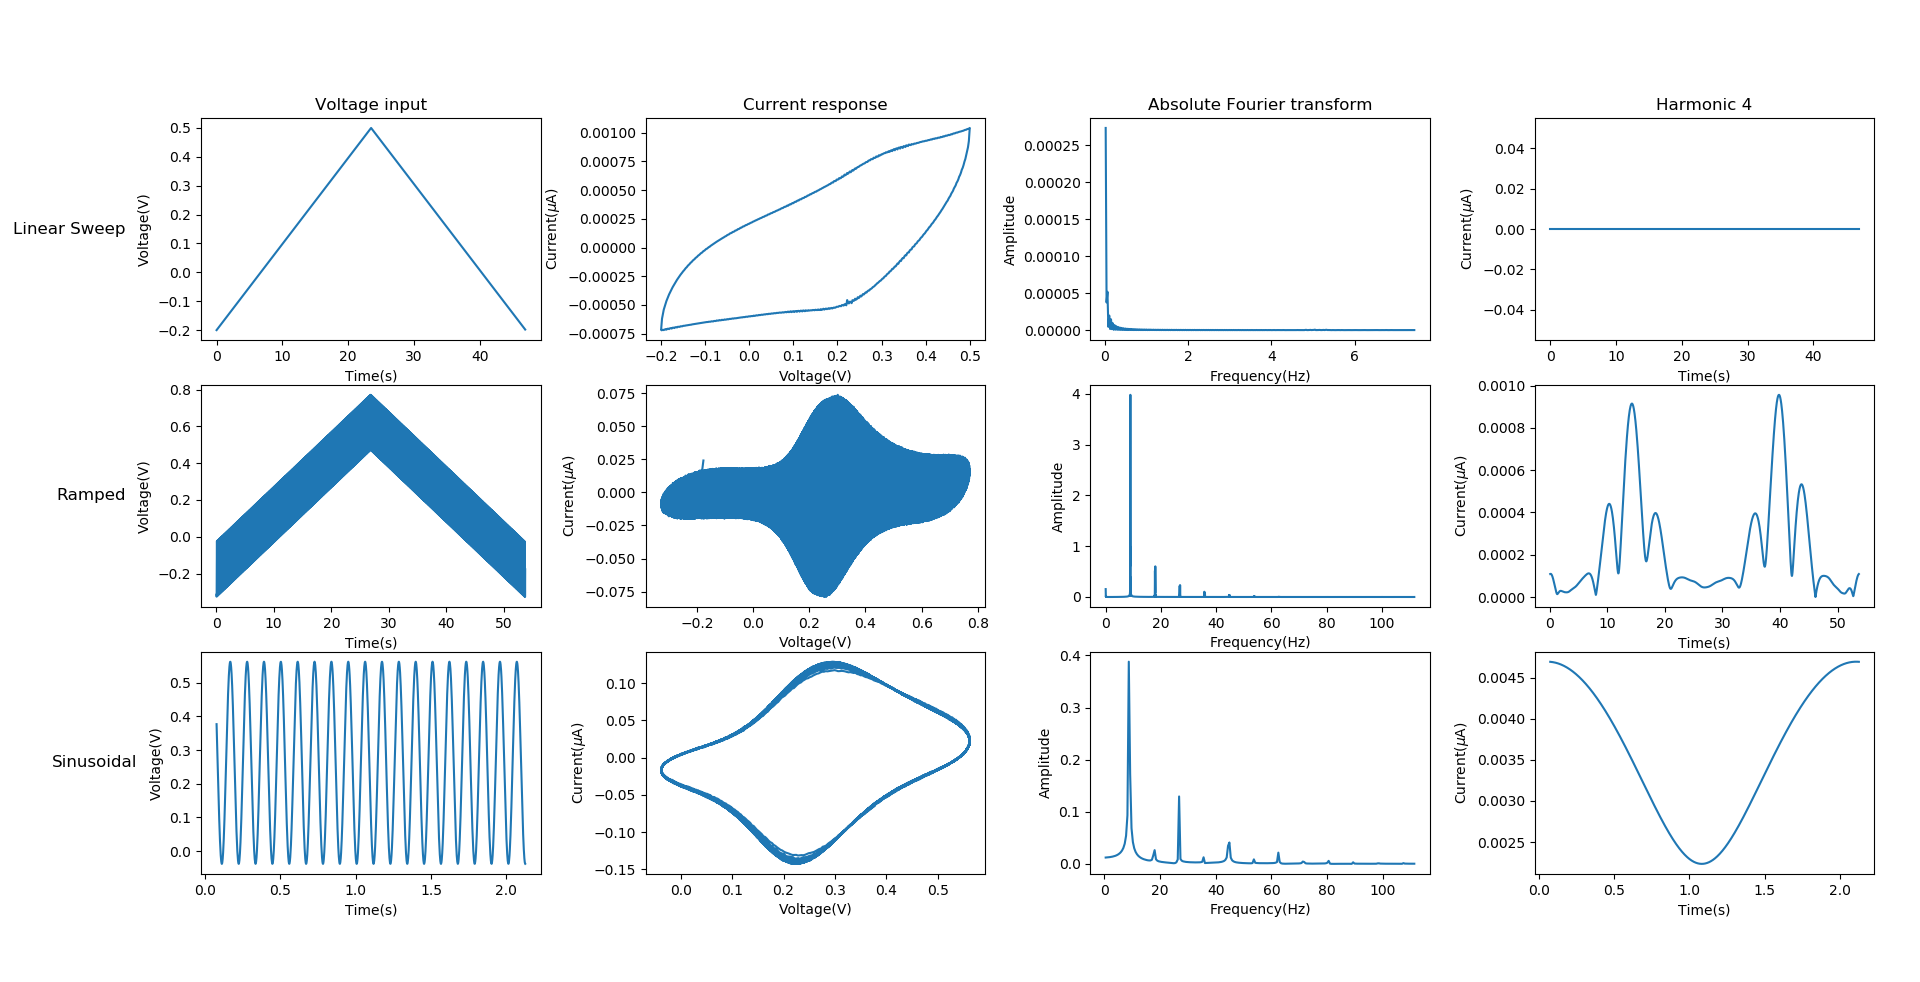 Voltage input
Current response
Absolute Fourier transform
Harmonic 4
Linear Sweep
Voltage(V)
0.5
0.4
0.3
0.2
0.1
0.0
−0.1
−0.2
0 10 20 30 40
Time(s)
Current(μA)
0.00100
0.00075
0.00050
0.00025
0.00000
−0.00025
−0.00050
−0.00075
−0.2 −0.1 0.0 0.1 0.2 0.3 0.4 0.5
Voltage(V)
Amplitude
0.00025
0.00020
0.00015
0.00010
0.00005
0.00000
0 2 4 6
Frequency(Hz)
Current(μA)
0.04
0.02
0.00
−0.02
−0.04
0 10 20 30 40
Time(s)
Ramped
Voltage(V)
0.8
0.6
0.4
0.2
0.0
−0.2
0 10 20 30 40 50
Time(s)
Current(μA)
0.075
0.050
0.025
0.000
−0.025
−0.050
−0.075
−0.2 0.0 0.2 0.4 0.6 0.8
Voltage(V)
Amplitude
4
3
2
1
0
0 20 40 60 80 100
Frequency(Hz)
Current(μA)
0.0010
0.0008
0.0006
0.0004
0.0002
0.0000
0 10 20 30 40 50
Time(s)
Sinusoidal
Voltage(V)
0.5
0.4
0.3
0.2
0.1
0.0
0.0 0.5 1.0 1.5 2.0
Time(s)
Current(μA)
0.10
0.05
0.00
−0.05
−0.10
−0.15
0.0 0.1 0.2 0.3 0.4 0.5
Voltage(V)
Amplitude
0.4
0.3
0.2
0.1
0.0
0 20 40 60 80 100
Frequency(Hz)
Current(μA)
0.0045
0.0040
0.0035
0.0030
0.0025
0.0 0.5 1.0 1.5 2.0
Time(s)